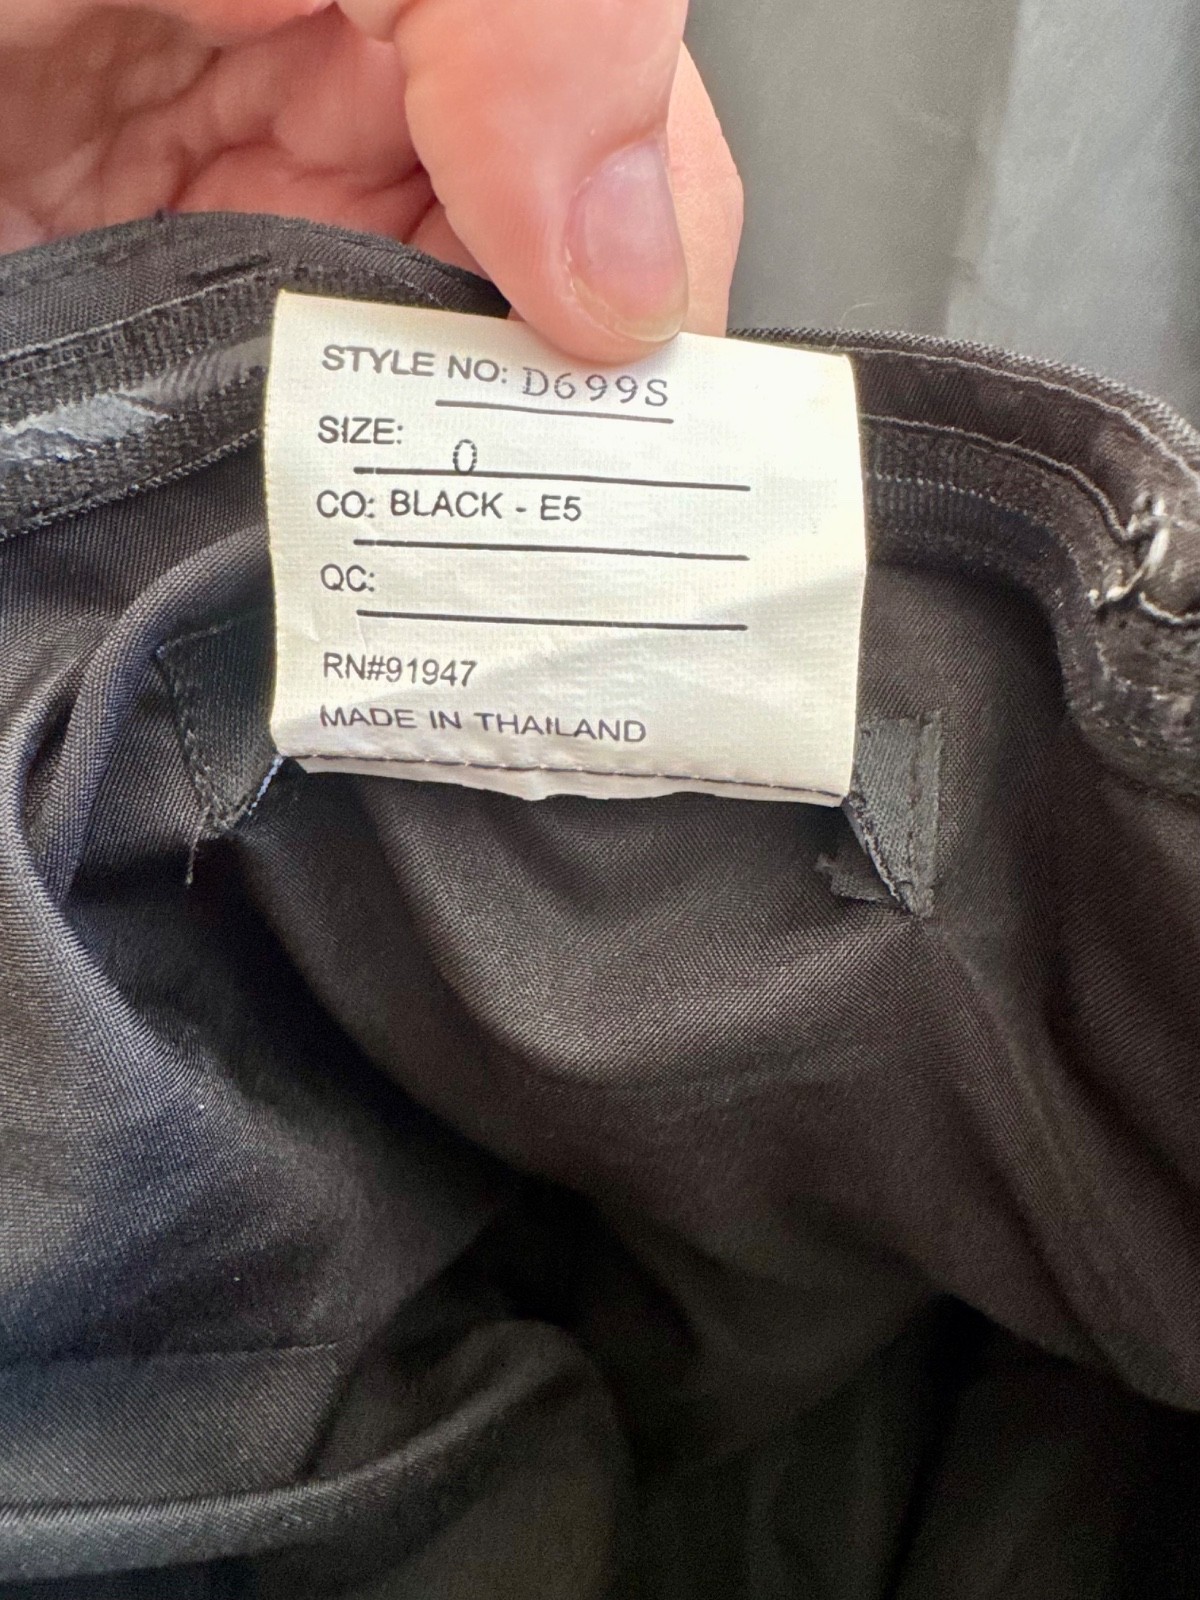 STYLE NO: D699S
SIZE: 0
CO: BLACK - E5
QC:
RN#91947
MADE IN THAILAND